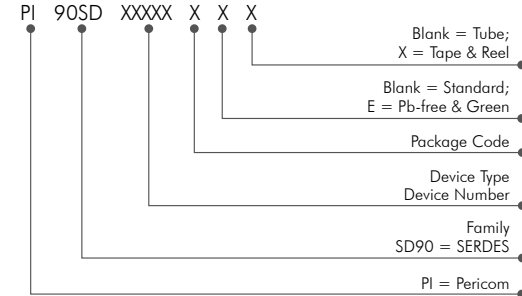 PI 90SD XXXXX X X X
Blank = Tube;
X = Tape & Reel
Blank = Standard;
E = Pb-free & Green
Package Code
Device Type
Device Number
Family
SD90 = SERDES
PI = Pericom